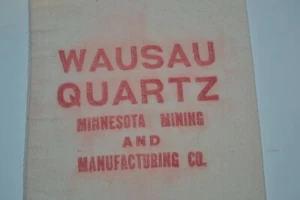 WAUSAU
QUARTZ
MINNESOTA MINING
AND
MANUFACTURING CO.